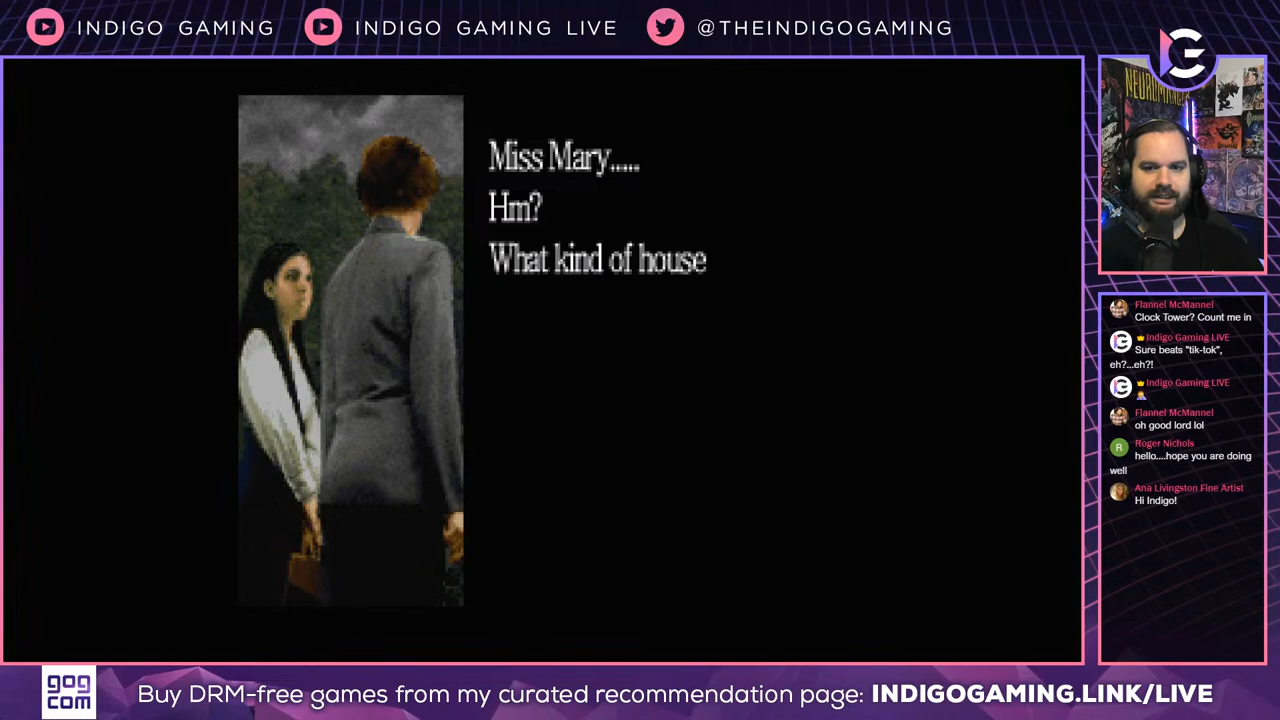 INDIGO GAMING
INDIGO GAMING LIVE
@THEINDIGOGAMING
Miss Mary.....
Hm?
What kind of house
Flannel McMannel
Clock Tower? Count me in
Indigo Gaming LIVE
Sure beats "tik-tok",
eh?...eh?!
Indigo Gaming LIVE
Flannel McMannel
oh good lord lol
R
Roger Nichols
hello....hope you are doing
well
Ana Livingston Fine Artist
Hi Indigo!
gog
com
Buy DRM-free games from my curated recommendation page: INDIGOGAMING.LINK/LIVE